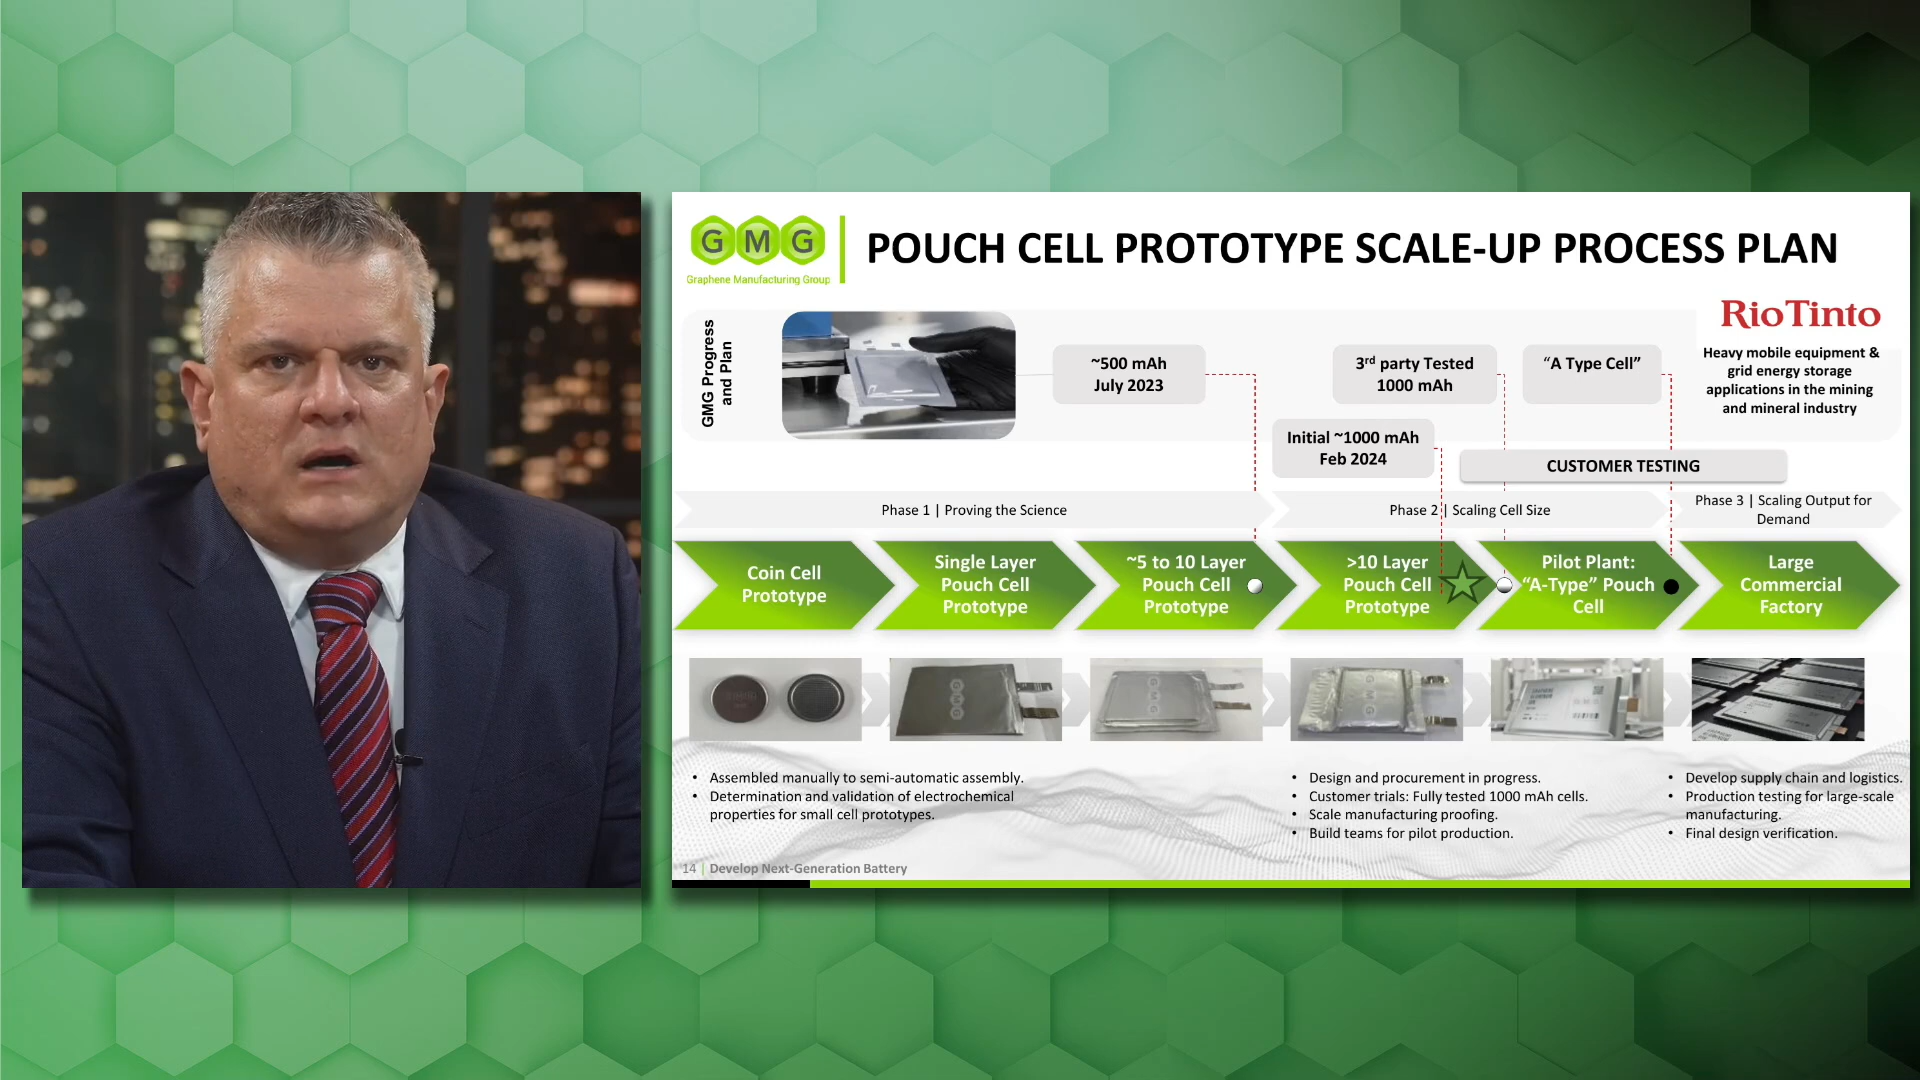 GMG
Graphene Manufacturing Group
POUCH CELL PROTOTYPE SCALE-UP PROCESS PLAN
GMG Progress
and Plan
~500 mAh
July 2023
3rd party Tested
1000 mAh
“A Type Cell”
RioTinto
Heavy mobile equipment &
grid energy storage
applications in the mining
and mineral industry
Initial ~1000 mAh
Feb 2024
CUSTOMER TESTING
Phase 1 | Proving the Science
Phase 2 | Scaling Cell Size
Phase 3 | Scaling Output for
Demand
Coin Cell
Prototype
Single Layer
Pouch Cell
Prototype
~5 to 10 Layer
Pouch Cell
Prototype
>10 Layer
Pouch Cell
Prototype
Pilot Plant:
“A-Type” Pouch
Cell
Large
Commercial
Factory
GMG
GMG
GMG
• Assembled manually to semi-automatic assembly.
• Determination and validation of electrochemical
properties for small cell prototypes.
• Design and procurement in progress.
• Customer trials: Fully tested 1000 mAh cells.
• Scale manufacturing proofing.
• Build teams for pilot production.
• Develop supply chain and logistics.
• Production testing for large-scale
manufacturing.
• Final design verification.
14 | Develop Next-Generation Battery